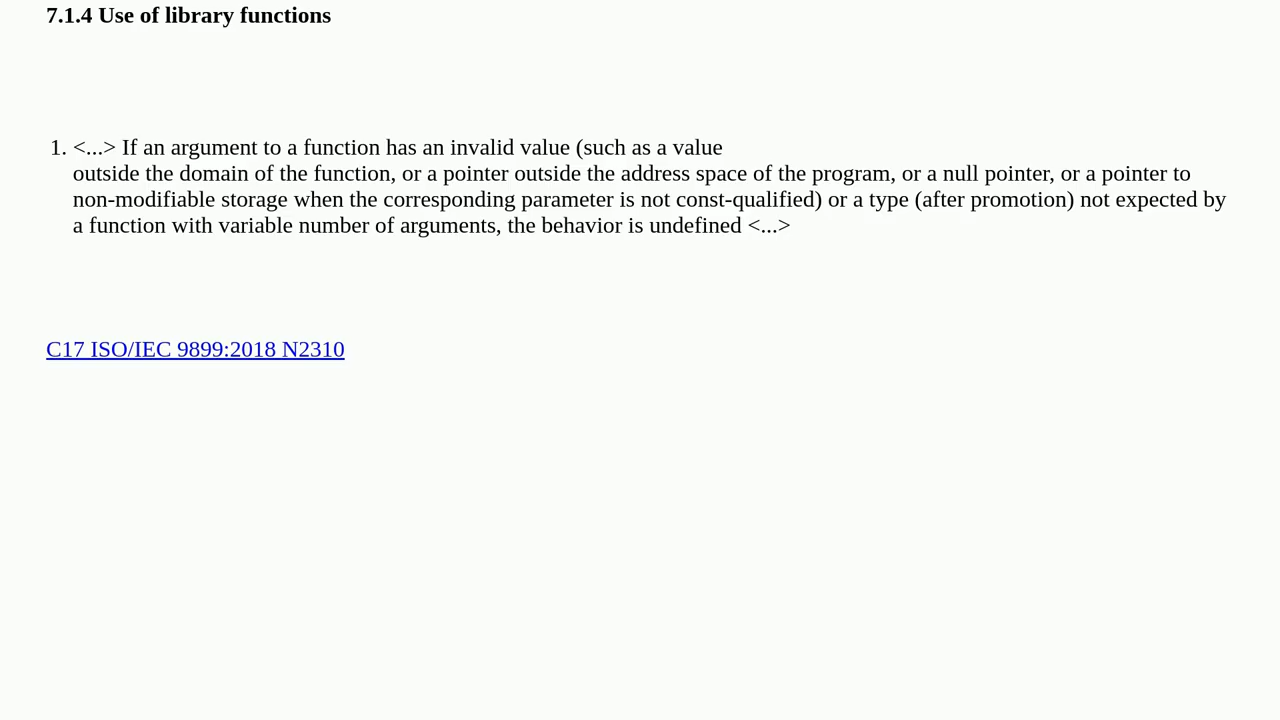 7.1.4 Use of library functions
1. <...> If an argument to a function has an invalid value (such as a value
outside the domain of the function, or a pointer outside the address space of the program, or a null pointer, or a pointer to
non-modifiable storage when the corresponding parameter is not const-qualified) or a type (after promotion) not expected by
a function with variable number of arguments, the behavior is undefined <...>
C17 ISO/IEC 9899:2018 N2310